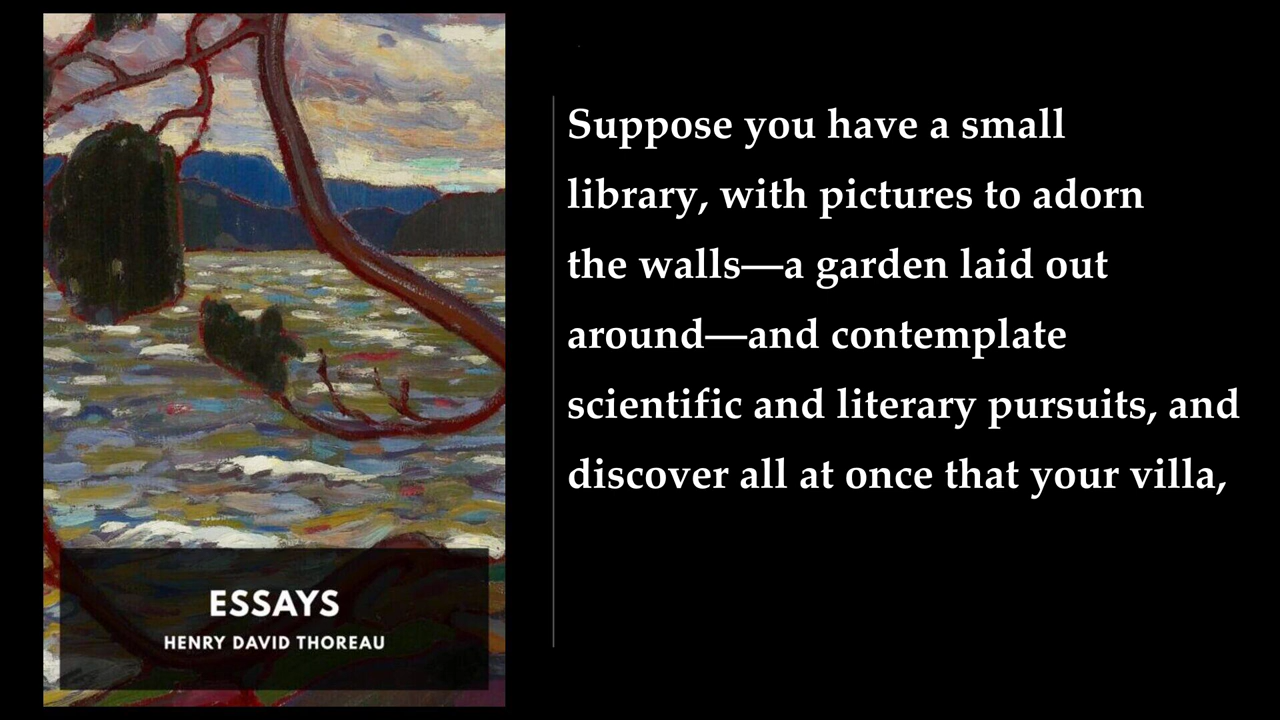 ESSAYS
HENRY DAVID THOREAU
Suppose you have a small
library, with pictures to adorn
the walls—a garden laid out
around—and contemplate
scientific and literary pursuits, and
discover all at once that your villa,